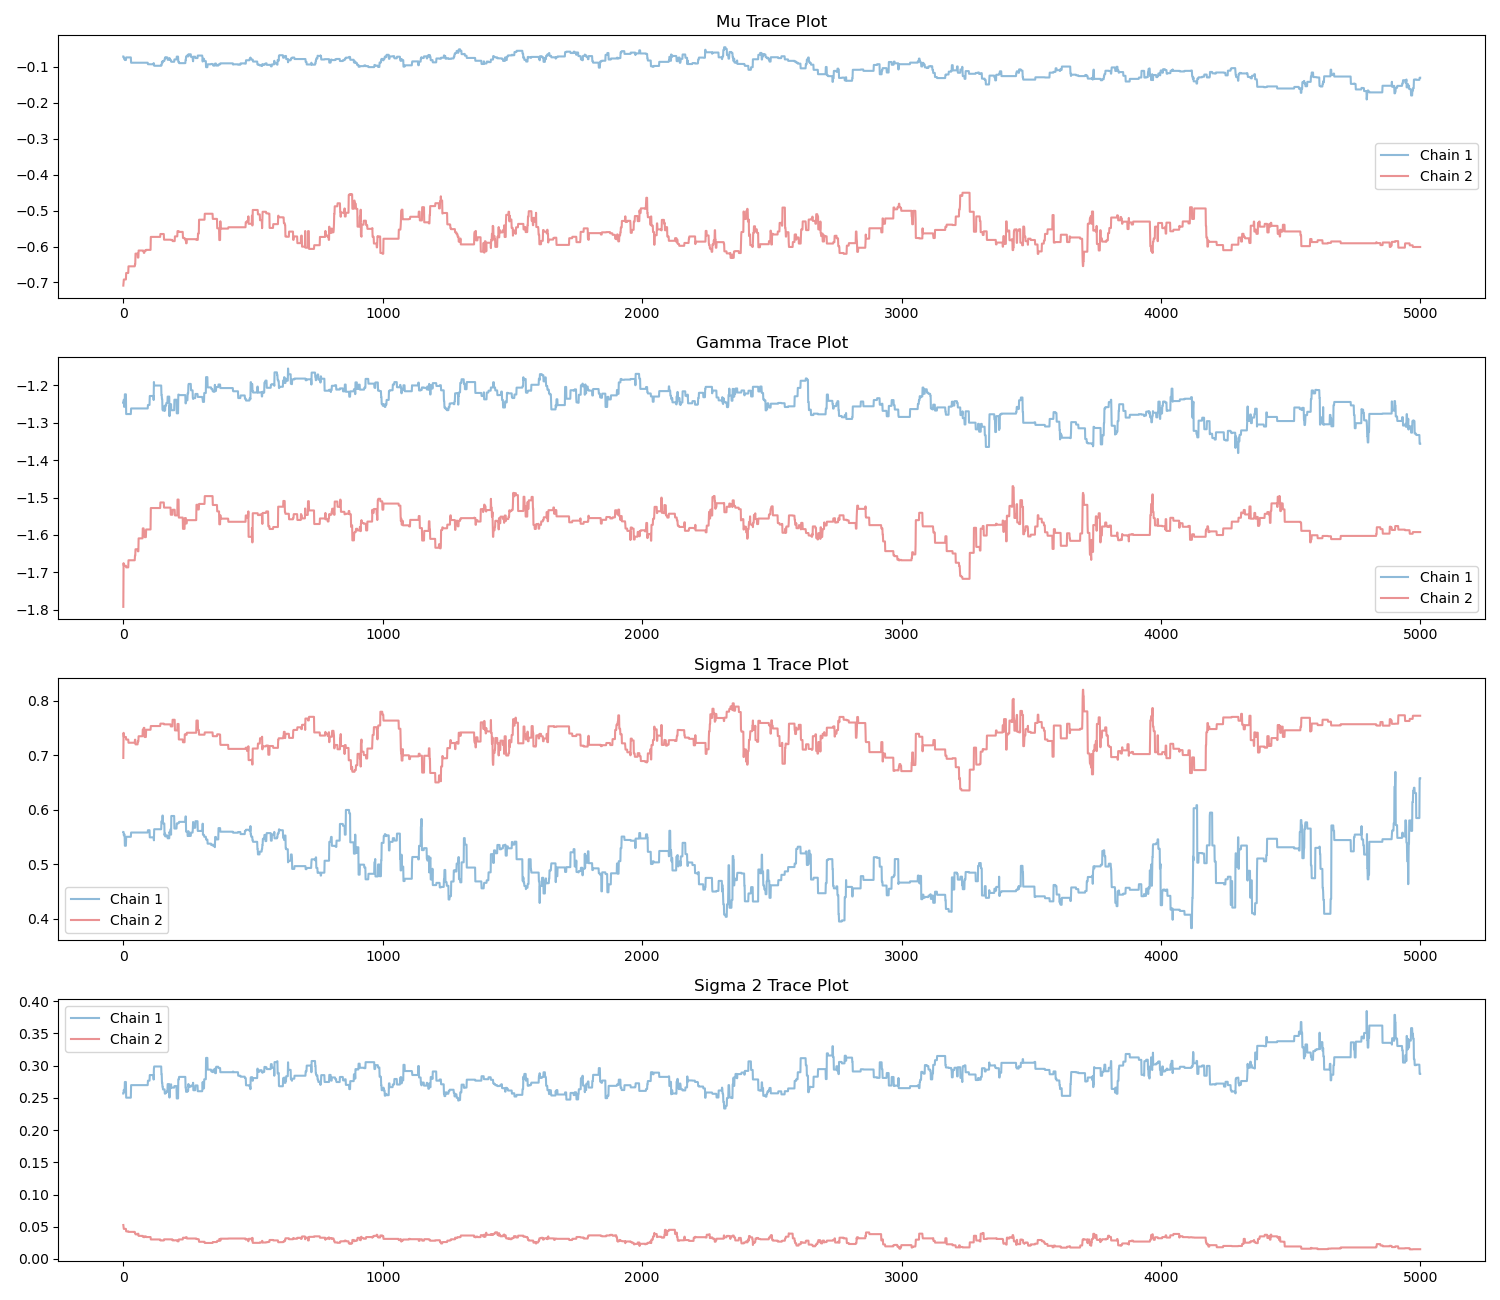 Mu Trace Plot
−0.1
−0.2
−0.3
−0.4
−0.5
−0.6
−0.7
Chain 1
Chain 2
0 1000 2000 3000 4000 5000
Gamma Trace Plot
−1.2
−1.3
−1.4
−1.5
−1.6
−1.7
−1.8
Chain 1
Chain 2
0 1000 2000 3000 4000 5000
Sigma 1 Trace Plot
0.8
0.7
0.6
0.5
0.4
Chain 1
Chain 2
0 1000 2000 3000 4000 5000
Sigma 2 Trace Plot
0.40
0.35
0.30
0.25
0.20
0.15
0.10
0.05
0.00
Chain 1
Chain 2
0 1000 2000 3000 4000 5000